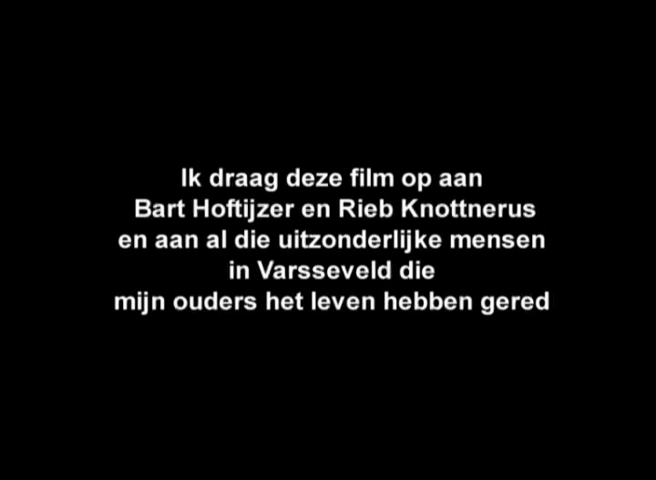 Ik draag deze film op aan
Bart Hoftijzer en Rieb Knottnerus
en aan al die uitzonderlijke mensen
in Varsseveld die
mijn ouders het leven hebben gered